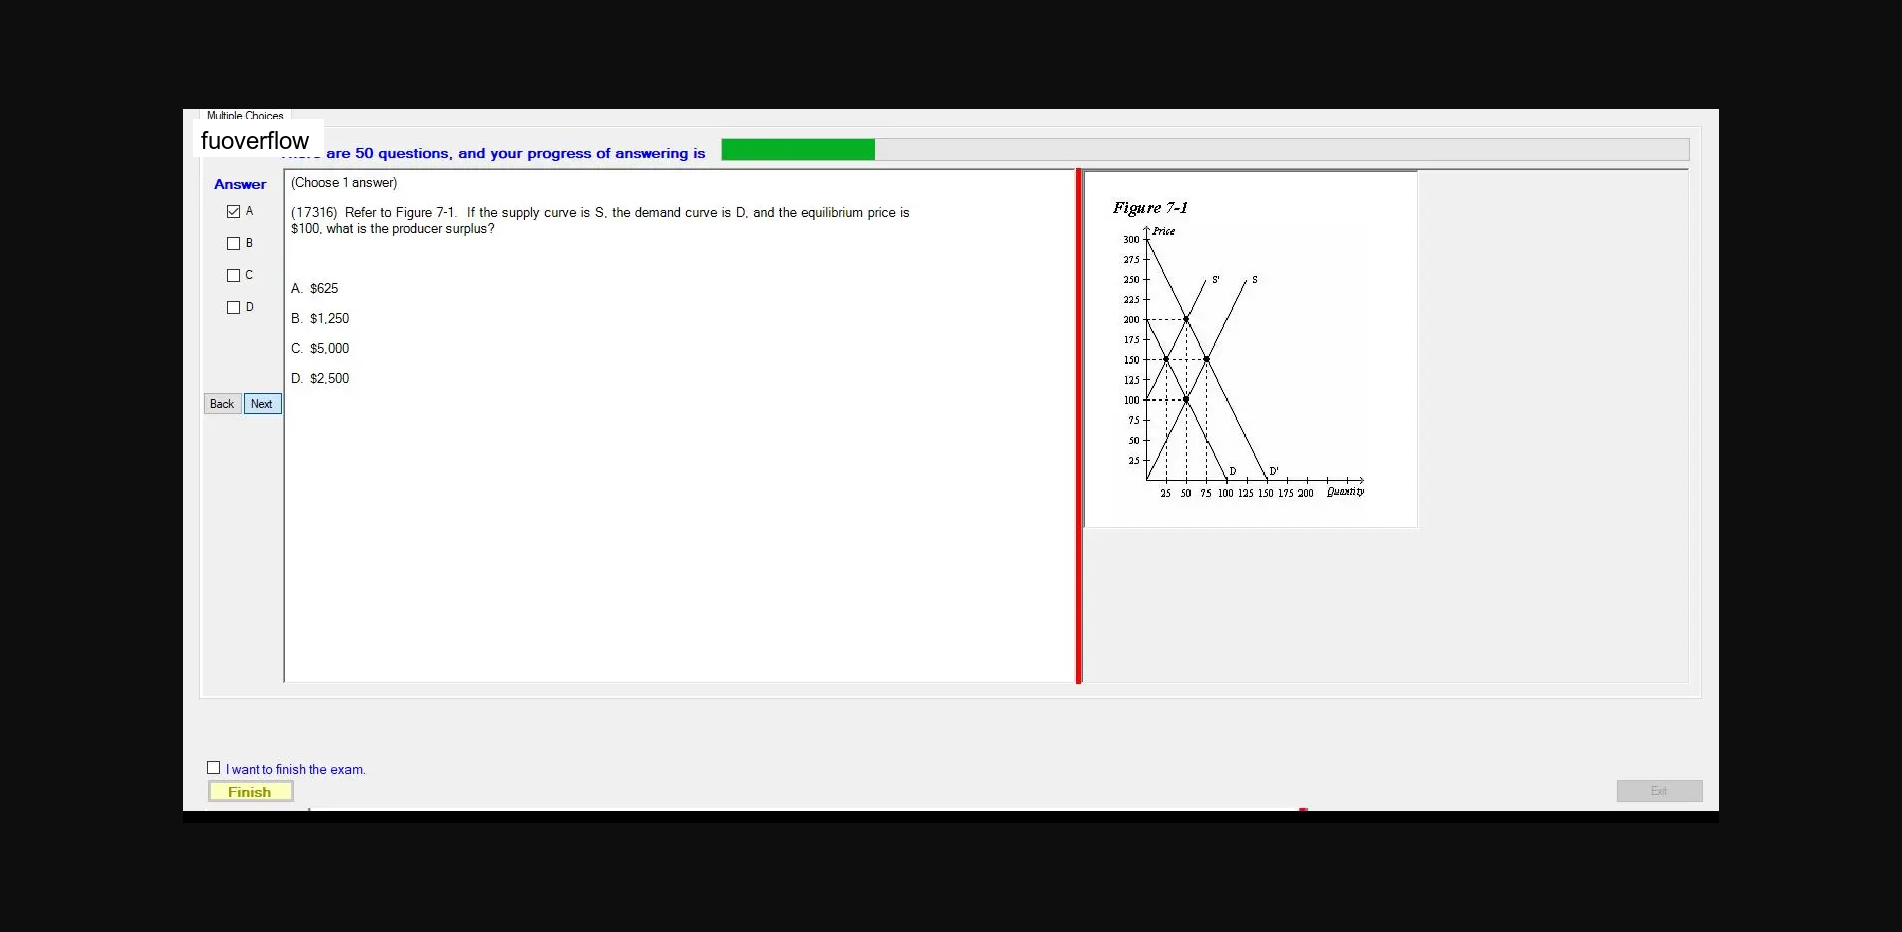 Multiple Choices
fuoverflow
are 50 questions, and your progress of answering is
Answer
A
B
C
D
Back
Next
(Choose 1 answer)
(17316) Refer to Figure 7-1. If the supply curve is S, the demand curve is D, and the equilibrium price is
$100, what is the producer surplus?
A. $625
B. $1,250
C. $5,000
D. $2,500
Figure 7-1
Price
300
275
250
225
200
175
150
125
100
75
50
25
S'
S
D
D'
25 50 75 100 125 150 175 200
Quantity
I want to finish the exam.
Finish
Exit